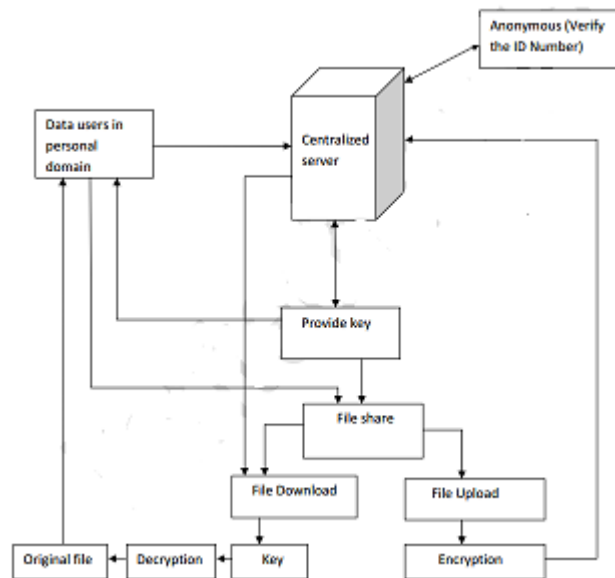 Anonymous (Verify
the ID Number)
Data users in
personal
domain
Centralized
server
Provide key
File share
File Download
File Upload
Original file
Decryption
Key
Encryption